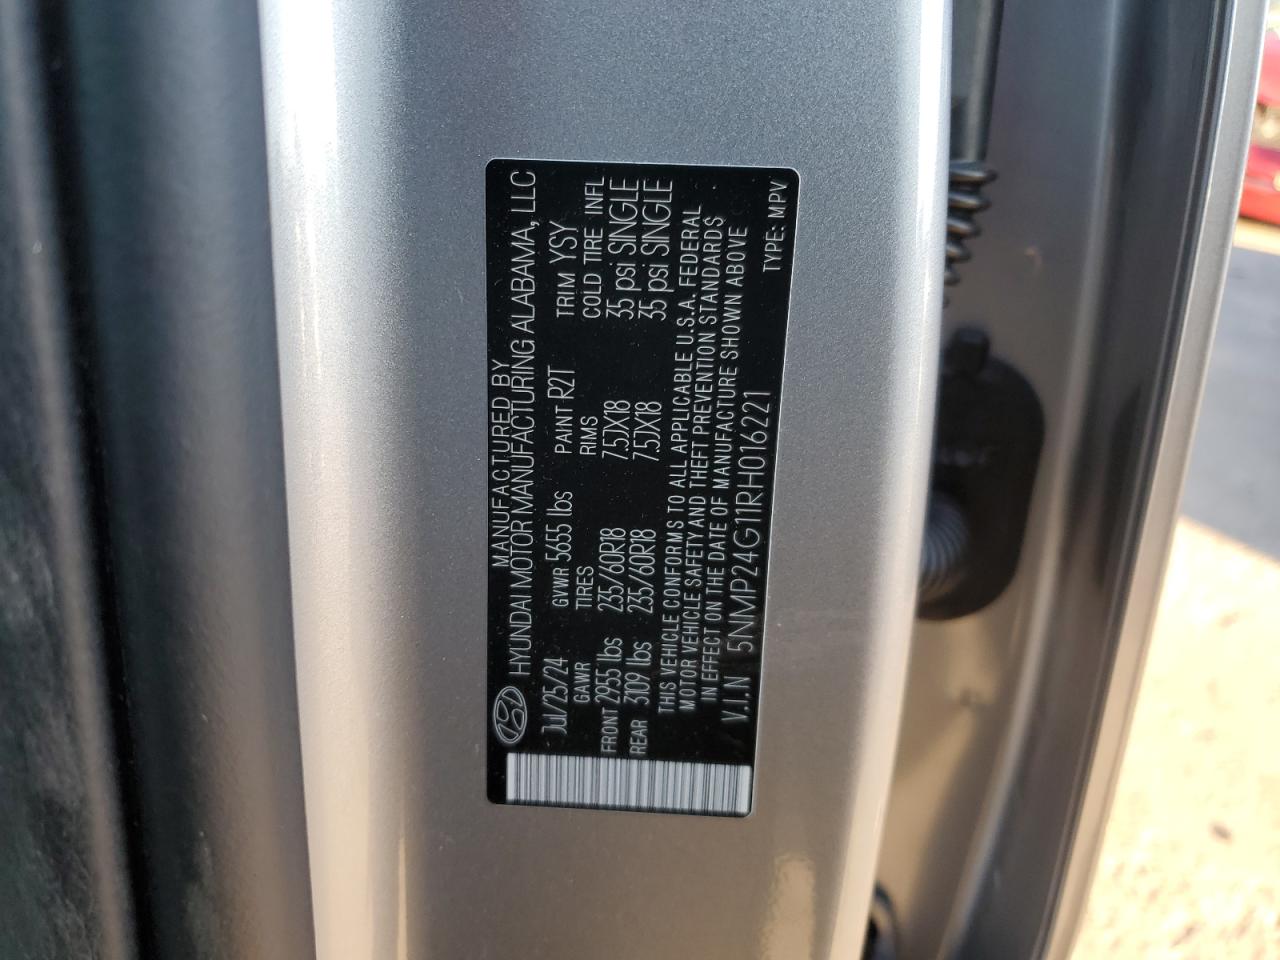 MANUFACTURED BY
HYUNDAI MOTOR MANUFACTURING ALABAMA, LLC
Jul/25/24 GVWR 5655 lbs PAINT R2T TRIM YSY
GAWR TIRES RIMS COLD TIRE INFL
FRONT 2955 lbs 235/60R18 7.5JX18 35 psi SINGLE
REAR 3109 lbs 235/60R18 7.5JX18 35 psi SINGLE
THIS VEHICLE CONFORMS TO ALL APPLICABLE U.S.A. FEDERAL
MOTOR VEHICLE SAFETY AND THEFT PREVENTION STANDARDS
IN EFFECT ON THE DATE OF MANUFACTURE SHOWN ABOVE
V.I.N 5NMP24G11RH016221
TYPE: MPV